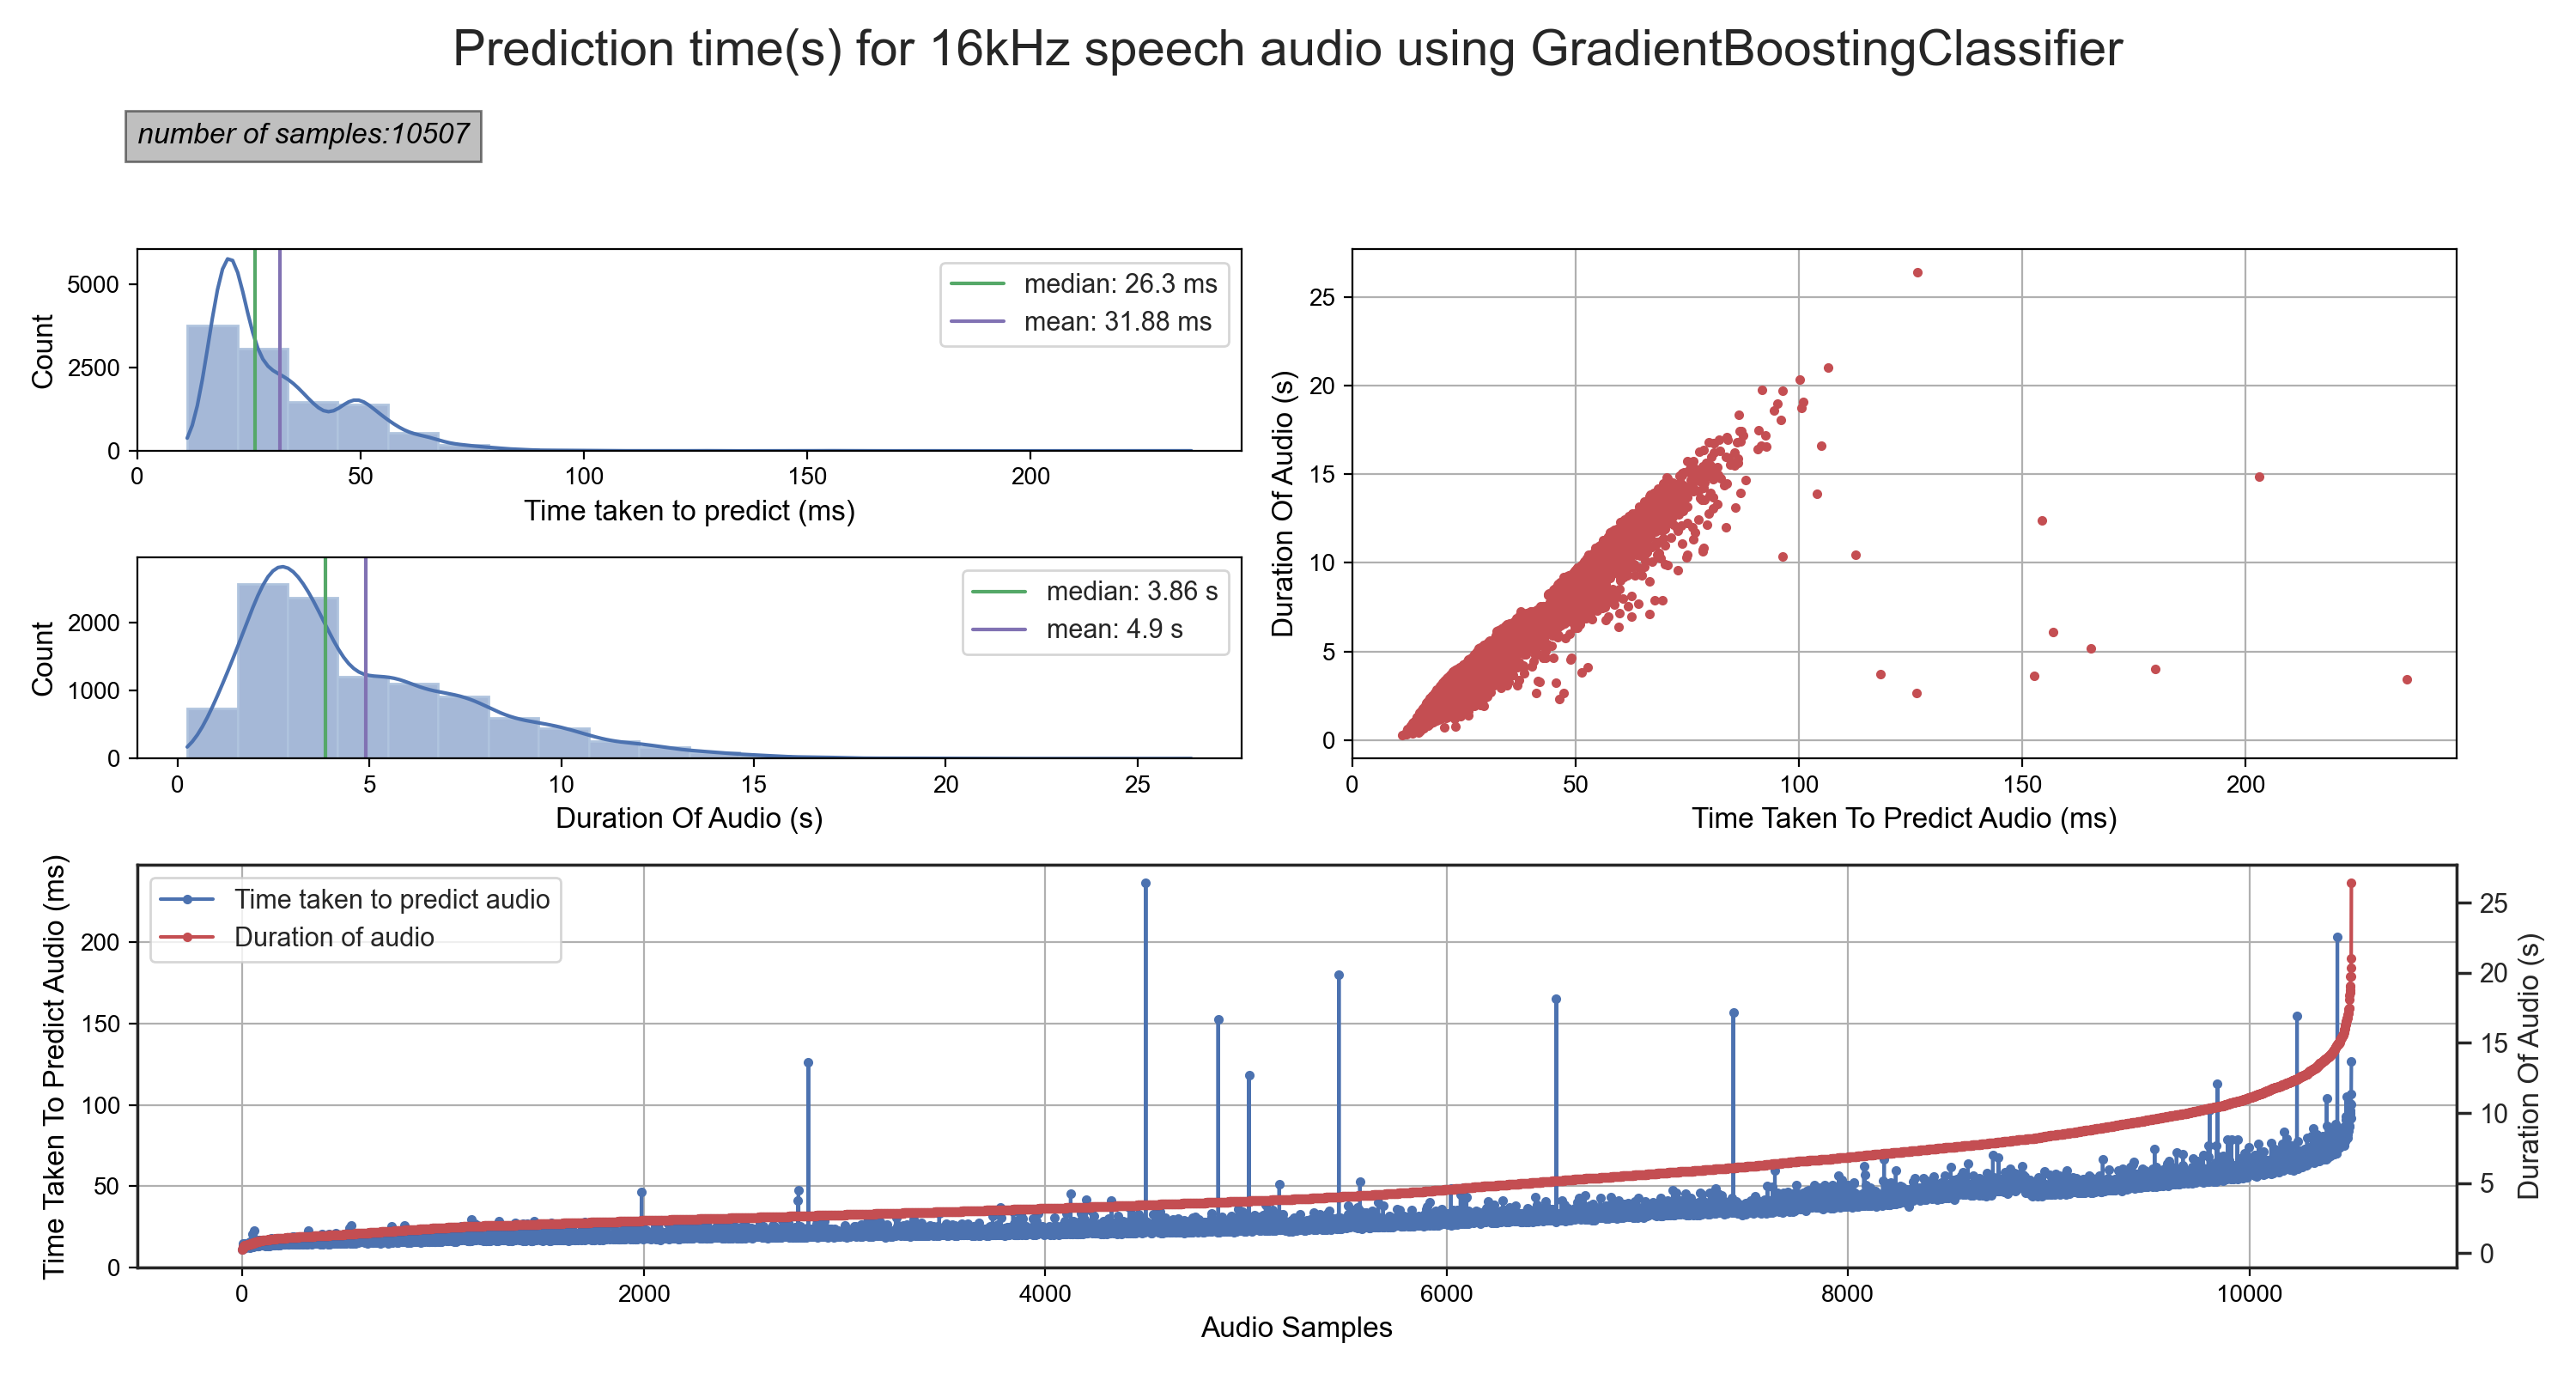 Prediction time(s) for 16kHz speech audio using GradientBoostingClassifier
number of samples:10507
5000
2500
0
Count
median: 26.3 ms
mean: 31.88 ms
0 50 100 150 200
Time taken to predict (ms)
2000
1000
0
Count
median: 3.86 s
mean: 4.9 s
0 5 10 15 20 25
Duration Of Audio (s)
25
20
15
10
5
0
Duration Of Audio (s)
0 50 100 150 200
Time Taken To Predict Audio (ms)
Time taken to predict audio
Duration of audio
200
150
100
50
0
Time Taken To Predict Audio (ms)
25
20
15
10
5
0
Duration Of Audio (s)
0 2000 4000 6000 8000 10000
Audio Samples